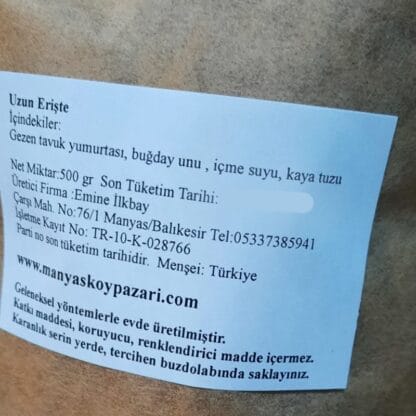 Uzun Erişte
İçindekiler:
Gezen tavuk yumurtası, buğday unu , içme suyu, kaya tuzu
Net Miktar:500 gr Son Tüketim Tarihi:
Üretici Firma :Emine İlkbay
Çarşı Mah. No:76/1 Manyas/Balıkesir Tel:05337385941
İşletme Kayıt No: TR-10-K-028766
Parti no son tüketim tarihidir. Menşei: Türkiye
www.manyaskoypazari.com
Geleneksel yöntemlerle evde üretilmiştir.
Katkı maddesi, koruyucu, renklendirici madde içermez.
Karanlık serin yerde, tercihen buzdolabında saklayınız.